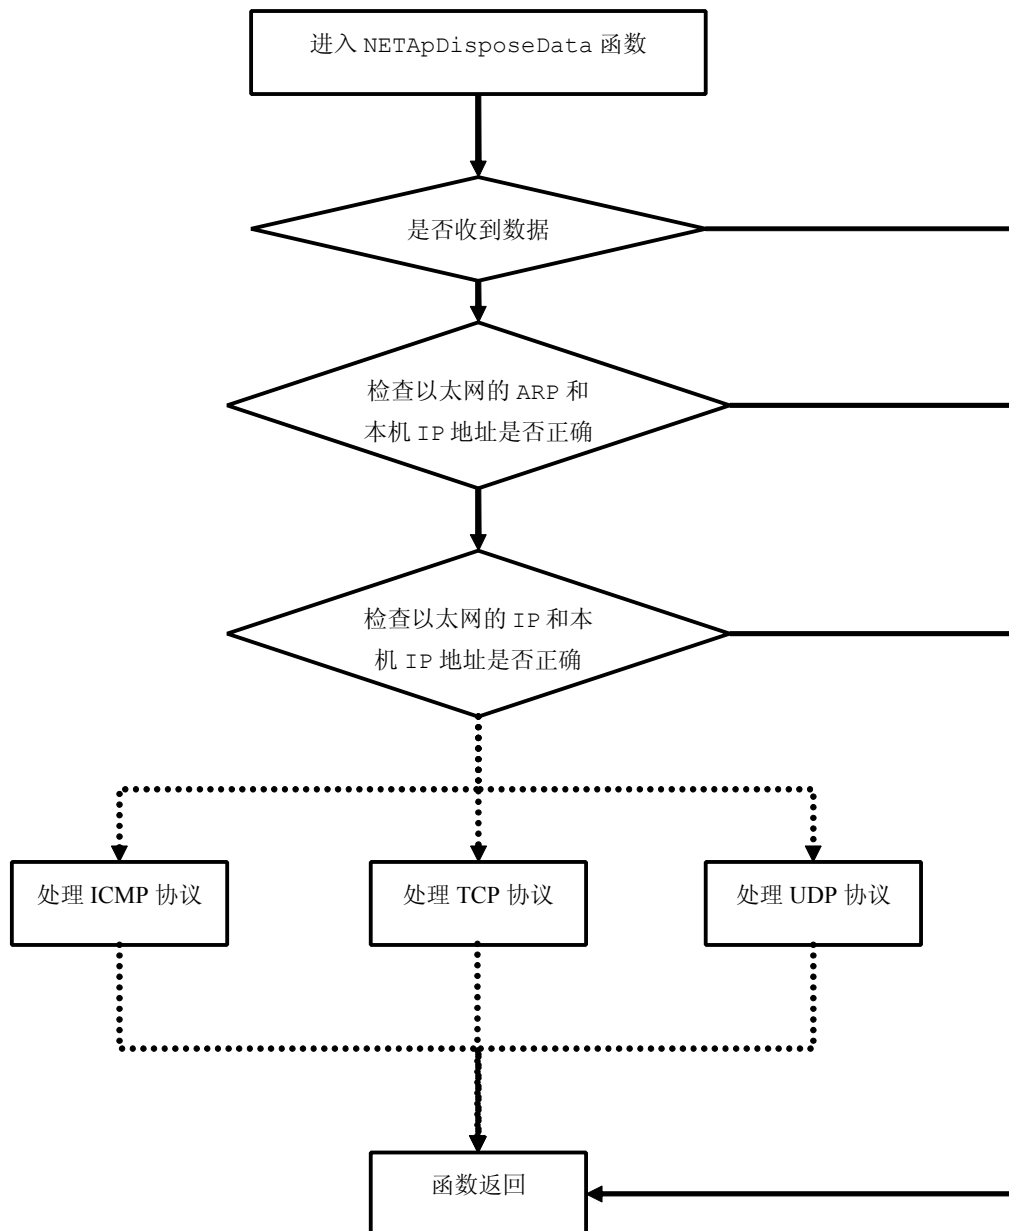 进入 NETApDisposeData 函数
是否收到数据
检查以太网的 ARP 和
本机 IP 地址是否正确
检查以太网的 IP 和本
机 IP 地址是否正确
处理 ICMP 协议
处理 TCP 协议
处理 UDP 协议
函数返回